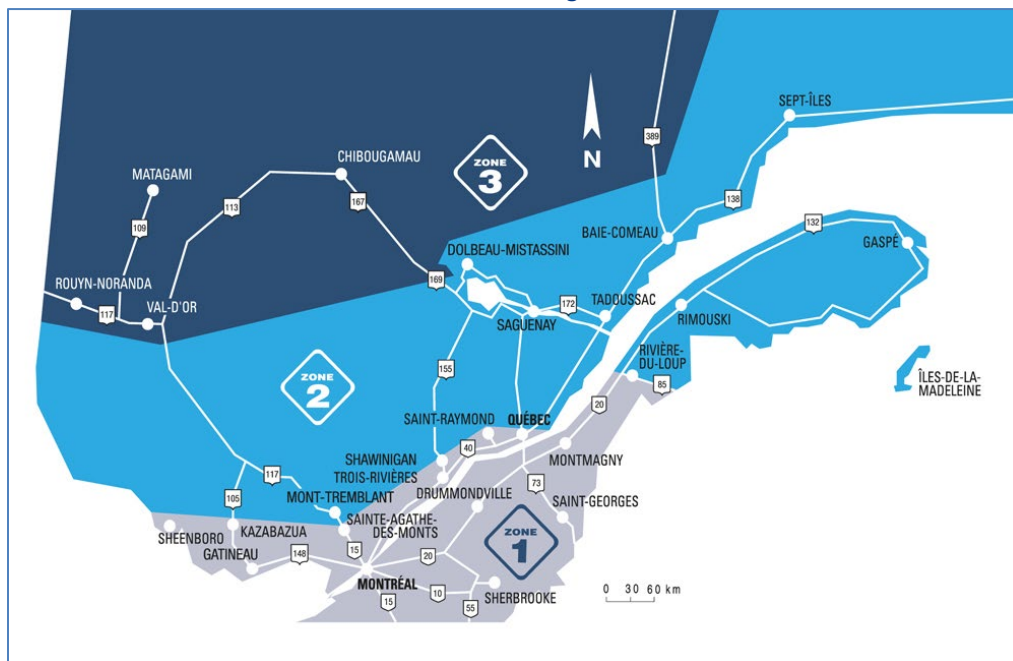 SEPT-ÎLES
389
CHIBOUGAMAU
N
ZONE
3
MATAGAMI
138
167
113
132
109
BAIE-COMEAU
GASPÉ
DOLBEAU-MISTASSINI
ROUYN-NORANDA
169
117
VAL-D'OR
172
TADOUSSAC
SAGUENAY
RIMOUSKI
RIVIÈRE-
DU-LOUP
85
ÎLES-DE-LA-
MADELEINE
155
ZONE
2
20
SAINT-RAYMOND
QUÉBEC
40
SHAWINIGAN
TROIS-RIVIÈRES
MONTMAGNY
117
73
DRUMMONDVILLE
105
MONT-TREMBLANT
SAINT-GEORGES
SHEENBORO
KAZABAZUA
SAINTE-AGATHE-
DES-MONTS
ZONE
1
GATINEAU
148
15
20
MONTRÉAL
10
SHERBROOKE
15
55
0 30 60 km